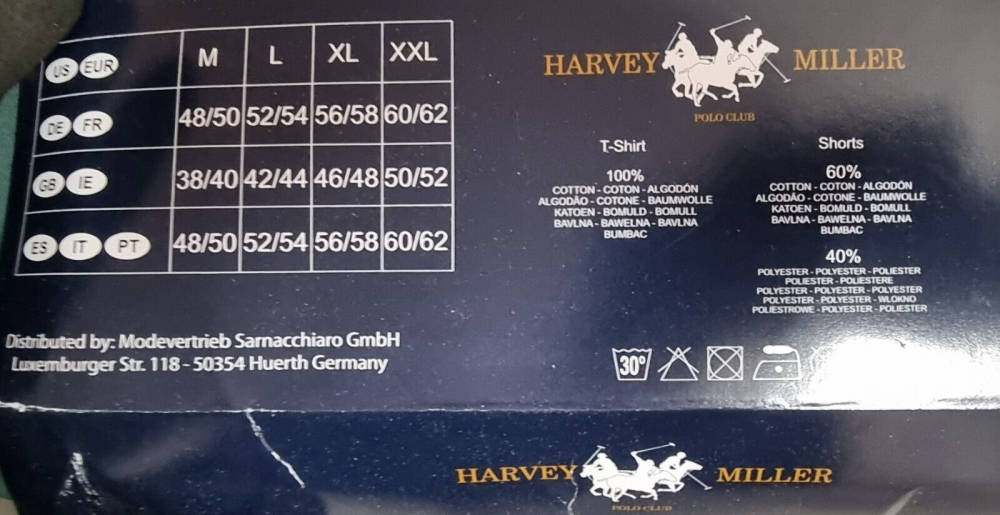 US EUR M L XL XXL
DE FR 48/50 52/54 56/58 60/62
GB IE 38/40 42/44 46/48 50/52
ES IT PT 48/50 52/54 56/58 60/62
Distributed by: Modevertrieb Sarnacchiaro GmbH
Luxemburger Str. 118 - 50354 Huerth Germany
HARVEY MILLER
POLO CLUB
T-Shirt
100%
COTTON - COTON - ALGODÓN
ALGODÃO - COTONE - BAUMWOLLE
KATOEN - BOMULD - BOMULL
BAVLNA - BAWELNA - BAVLNA
BUMBAC
Shorts
60%
COTTON - COTON - ALGODÓN
ALGODÃO - COTONE - BAUMWOLLE
KATOEN - BOMULD - BOMULL
BAVLNA - BAWELNA - BAVLNA
BUMBAC
40%
POLYESTER - POLYESTER - POLIESTER
POLIESTER - POLIESTERE
POLYESTER - POLYESTER - POLYESTER
POLYESTER - POLYESTER - WLOKNO
POLIESTROWE - POLYESTER - POLIESTER
30°
HARVEY MILLER
POLO CLUB